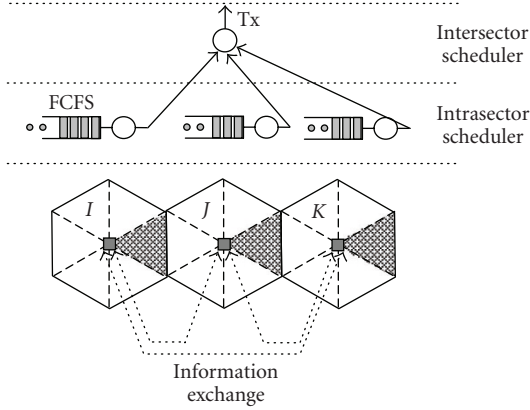 Tx
Intersector
scheduler
FCFS
Intrasector
scheduler
I
J
K
Information
exchange